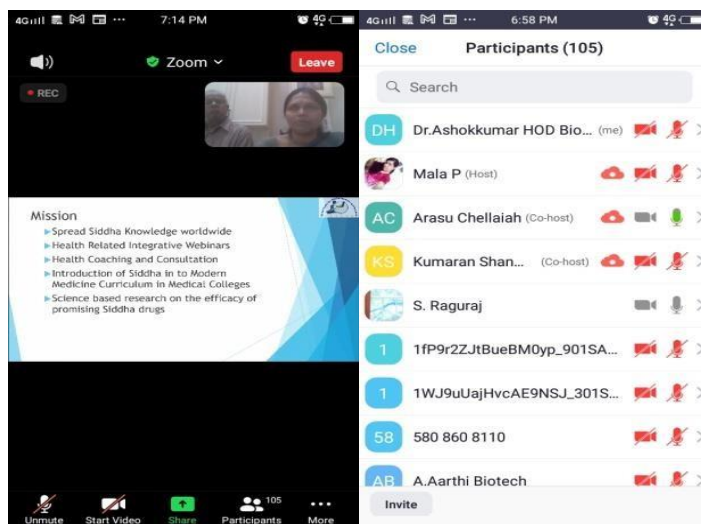 4G
7:14 PM
4G
Zoom
Leave
REC
Mission
Spread Siddha Knowledge worldwide
Health Related Integrative Webinars
Health Coaching and Consultation
Introduction of Siddha in to Modern
Medicine Curriculum in Medical Colleges
Science based research on the efficacy of
promising Siddha drugs
Unmute
Start Video
Share
Participants
105
More
4G
6:58 PM
4G
Close
Participants (105)
Search
DH Dr.Ashokkumar HOD Bio... (me)
Mala P (Host)
AC Arasu Chellaiah (Co-host)
KS Kumaran Shan... (Co-host)
S. Raguraj
1 1fP9r2ZJtBueBM0yp_901SA...
1 1WJ9uUajHvcAE9NSJ_301S...
58 580 860 8110
AB A.Aarthi Biotech
Invite